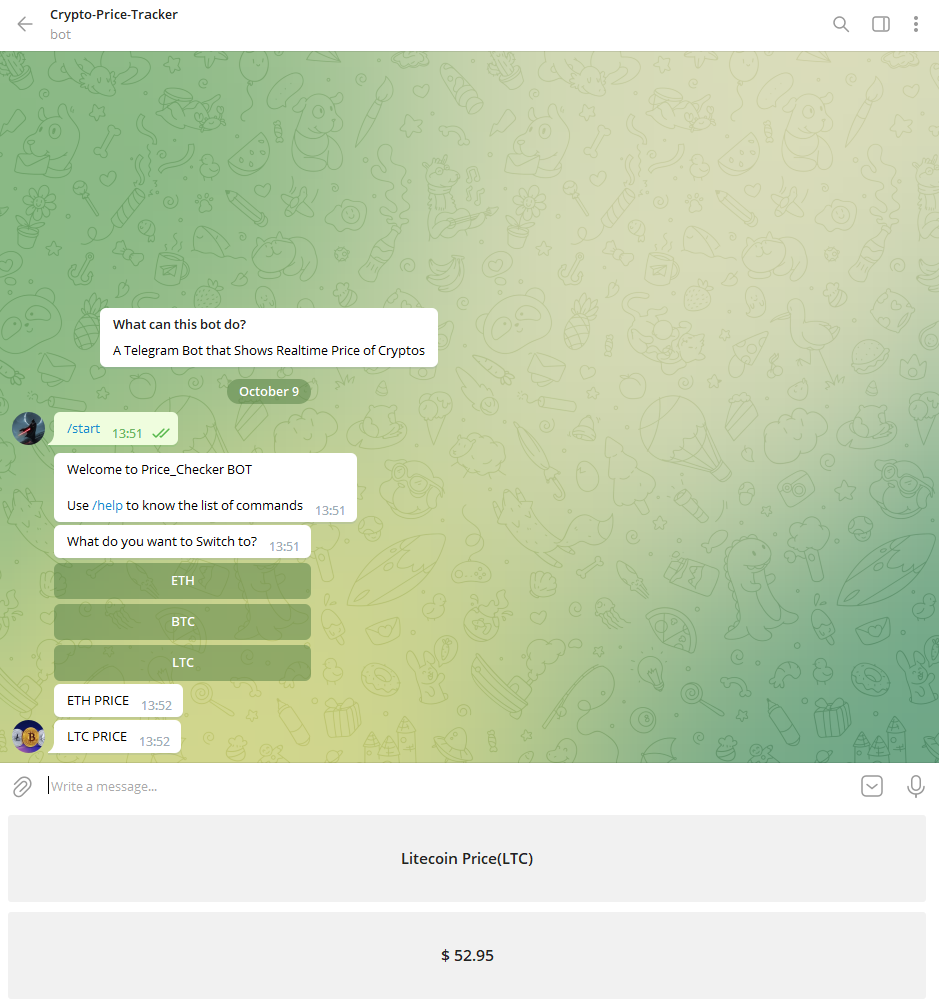 Crypto-Price-Tracker
bot
What can this bot do?
A Telegram Bot that Shows Realtime Price of Cryptos
October 9
/start 13:51
Welcome to Price_Checker BOT
Use /help to know the list of commands 13:51
What do you want to Switch to? 13:51
ETH
BTC
LTC
ETH PRICE 13:52
LTC PRICE 13:52
Write a message...
Litecoin Price(LTC)
$ 52.95